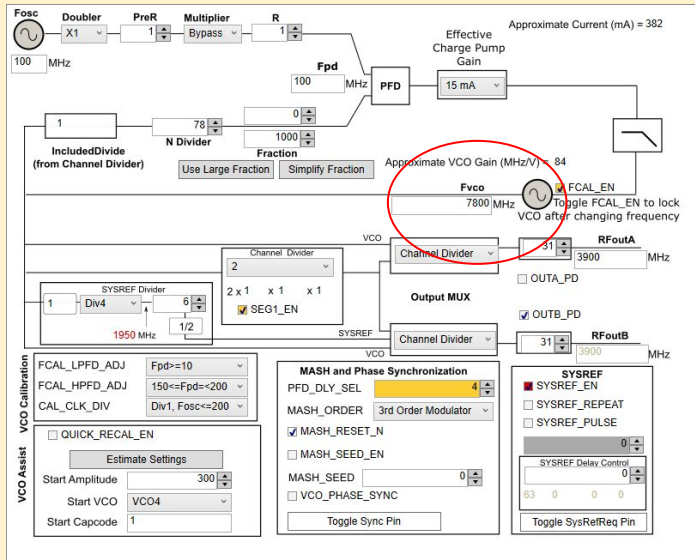 Fosc
Doubler
PreR
Multiplier
R
Approximate Current (mA) = 382
X1
1
Bypass
1
Effective
Charge Pump
Gain
100 MHz
Fpd
100 MHz
PFD
15 mA
1
78
0
1000
IncludedDivide
(from Channel Divider)
N Divider
Fraction
Use Large Fraction
Simplify Fraction
Approximate VCO Gain (MHz/V) = 84
Fvco
FCAL_EN
7800 MHz
Toggle FCAL_EN to lock
VCO after changing frequency
VCO
Channel Divider
2
2 x 1 x 1 x 1
SEG1_EN
Channel Divider
31
RFoutA
3900
MHz
OUTA_PD
SYSREF Divider
1
Div4
6
1950 MHz
1/2
Output MUX
OUTB_PD
SYSREF
Channel Divider
VCO
31
RFoutB
3900
MHz
VCO Calibration
FCAL_LPFD_ADJ
Fpd>=10
FCAL_HPFD_ADJ
150<=Fpd=<200
CAL_CLK_DIV
Div1, Fosc<=200
VCO Assist
QUICK_RECAL_EN
Estimate Settings
Start Amplitude
300
Start VCO
VCO4
Start Capcode
1
MASH and Phase Synchronization
PFD_DLY_SEL
4
MASH_ORDER
3rd Order Modulator
MASH_RESET_N
MASH_SEED_EN
MASH_SEED
0
VCO_PHASE_SYNC
Toggle Sync Pin
SYSREF
SYSREF_EN
SYSREF_REPEAT
SYSREF_PULSE
0
SYSREF Delay Control
0
63 0 0 0
Toggle SysRefReq Pin